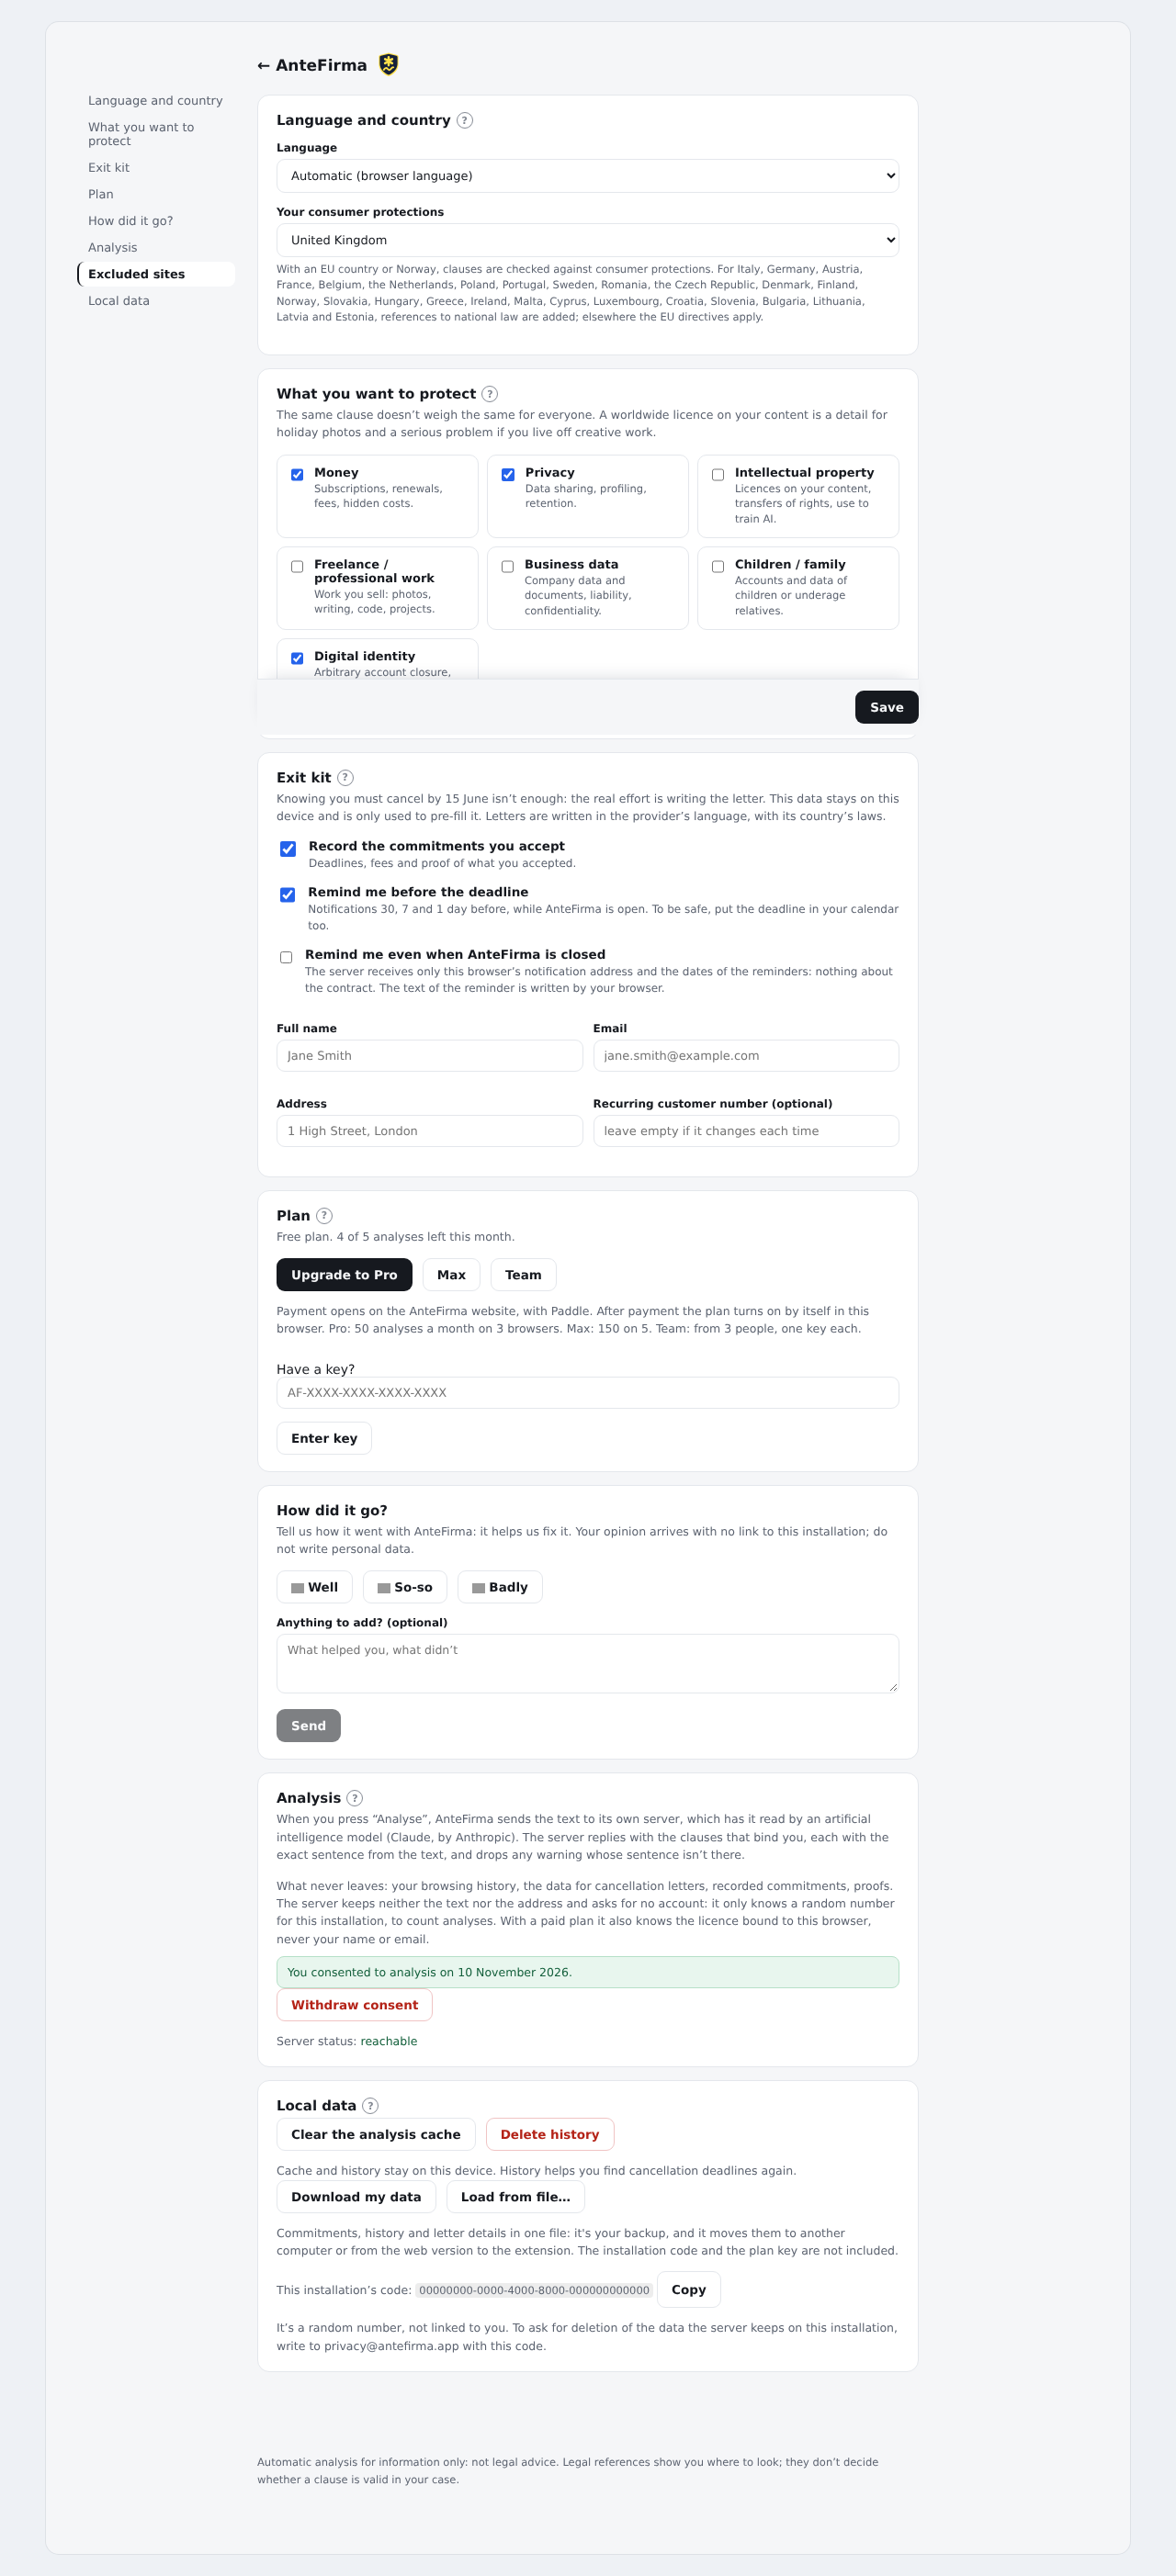 ← AnteFirma
Language and country
What you want to
protect
Exit kit
Plan
How did it go?
Analysis
Excluded sites
Local data
Language and country ?
Language
Automatic (browser language)
Your consumer protections
United Kingdom
With an EU country or Norway, clauses are checked against consumer protections. For Italy, Germany, Austria,
France, Belgium, the Netherlands, Poland, Portugal, Sweden, Romania, the Czech Republic, Denmark, Finland,
Norway, Slovakia, Hungary, Greece, Ireland, Malta, Cyprus, Luxembourg, Croatia, Slovenia, Bulgaria, Lithuania,
Latvia and Estonia, references to national law are added; elsewhere the EU directives apply.
What you want to protect ?
The same clause doesn’t weigh the same for everyone. A worldwide licence on your content is a detail for
holiday photos and a serious problem if you live off creative work.
Money
Subscriptions, renewals,
fees, hidden costs.
Privacy
Data sharing, profiling,
retention.
Intellectual property
Licences on your content,
transfers of rights, use to
train AI.
Freelance /
professional work
Work you sell: photos,
writing, code, projects.
Business data
Company data and
documents, liability,
confidentiality.
Children / family
Accounts and data of
children or underage
relatives.
Digital identity
Arbitrary account closure,
Save
Exit kit ?
Knowing you must cancel by 15 June isn’t enough: the real effort is writing the letter. This data stays on this
device and is only used to pre-fill it. Letters are written in the provider’s language, with its country’s laws.
Record the commitments you accept
Deadlines, fees and proof of what you accepted.
Remind me before the deadline
Notifications 30, 7 and 1 day before, while AnteFirma is open. To be safe, put the deadline in your calendar
too.
Remind me even when AnteFirma is closed
The server receives only this browser’s notification address and the dates of the reminders: nothing about
the contract. The text of the reminder is written by your browser.
Full name
Jane Smith
Email
jane.smith@example.com
Address
1 High Street, London
Recurring customer number (optional)
leave empty if it changes each time
Plan ?
Free plan. 4 of 5 analyses left this month.
Upgrade to Pro
Max
Team
Payment opens on the AnteFirma website, with Paddle. After payment the plan turns on by itself in this
browser. Pro: 50 analyses a month on 3 browsers. Max: 150 on 5. Team: from 3 people, one key each.
Have a key?
AF-XXXX-XXXX-XXXX-XXXX
Enter key
How did it go?
Tell us how it went with AnteFirma: it helps us fix it. Your opinion arrives with no link to this installation; do
not write personal data.
Well
So-so
Badly
Anything to add? (optional)
What helped you, what didn’t
Send
Analysis ?
When you press “Analyse”, AnteFirma sends the text to its own server, which has it read by an artificial
intelligence model (Claude, by Anthropic). The server replies with the clauses that bind you, each with the
exact sentence from the text, and drops any warning whose sentence isn’t there.
What never leaves: your browsing history, the data for cancellation letters, recorded commitments, proofs.
The server keeps neither the text nor the address and asks for no account: it only knows a random number
for this installation, to count analyses. With a paid plan it also knows the licence bound to this browser,
never your name or email.
You consented to analysis on 10 November 2026.
Withdraw consent
Server status: reachable
Local data ?
Clear the analysis cache
Delete history
Cache and history stay on this device. History helps you find cancellation deadlines again.
Download my data
Load from file…
Commitments, history and letter details in one file: it's your backup, and it moves them to another
computer or from the web version to the extension. The installation code and the plan key are not included.
This installation’s code: 00000000-0000-4000-8000-000000000000
Copy
It’s a random number, not linked to you. To ask for deletion of the data the server keeps on this installation,
write to privacy@antefirma.app with this code.
Automatic analysis for information only: not legal advice. Legal references show you where to look; they don’t decide
whether a clause is valid in your case.